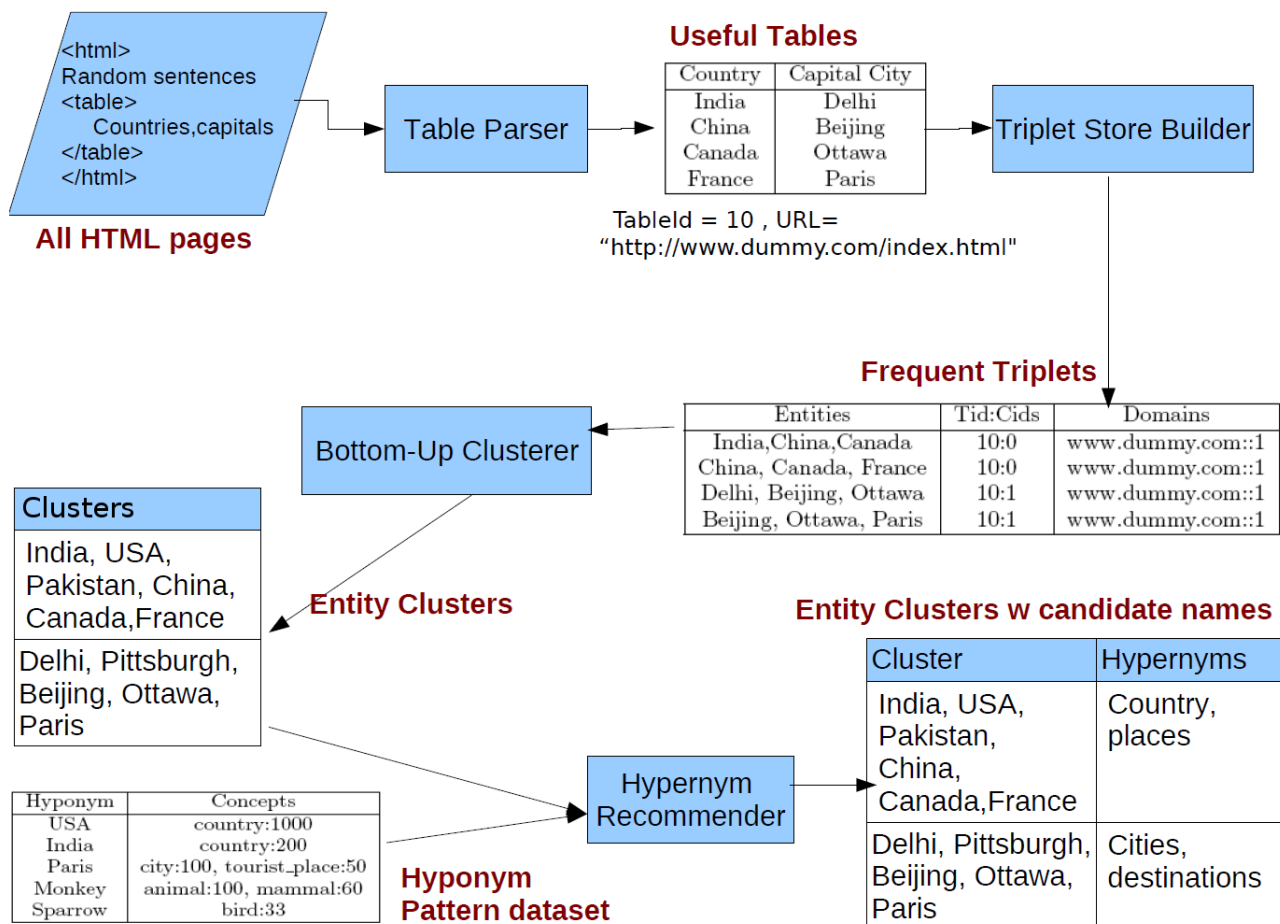 <html>
Random sentences
<table>
Countries,capitals
</table>
</html>
All HTML pages
Table Parser
Useful Tables
Country Capital City
India Delhi
China Beijing
Canada Ottawa
France Paris
TableId = 10 , URL=
“http://www.dummy.com/index.html"
Triplet Store Builder
Frequent Triplets
Entities Tid:Cids Domains
India,China,Canada 10:0 www.dummy.com::1
China, Canada, France 10:0 www.dummy.com::1
Delhi, Beijing, Ottawa 10:1 www.dummy.com::1
Beijing, Ottawa, Paris 10:1 www.dummy.com::1
Bottom-Up Clusterer
Clusters
India, USA,
Pakistan, China,
Canada,France
Delhi, Pittsburgh,
Beijing, Ottawa,
Paris
Entity Clusters
Hyponym Concepts
USA country:1000
India country:200
Paris city:100, tourist_place:50
Monkey animal:100, mammal:60
Sparrow bird:33
Hyponym
Pattern dataset
Hypernym
Recommender
Entity Clusters w candidate names
Cluster Hypernyms
India, USA, Country,
Pakistan, places
China,
Canada,France
Delhi, Pittsburgh, Cities,
Beijing, Ottawa, destinations
Paris